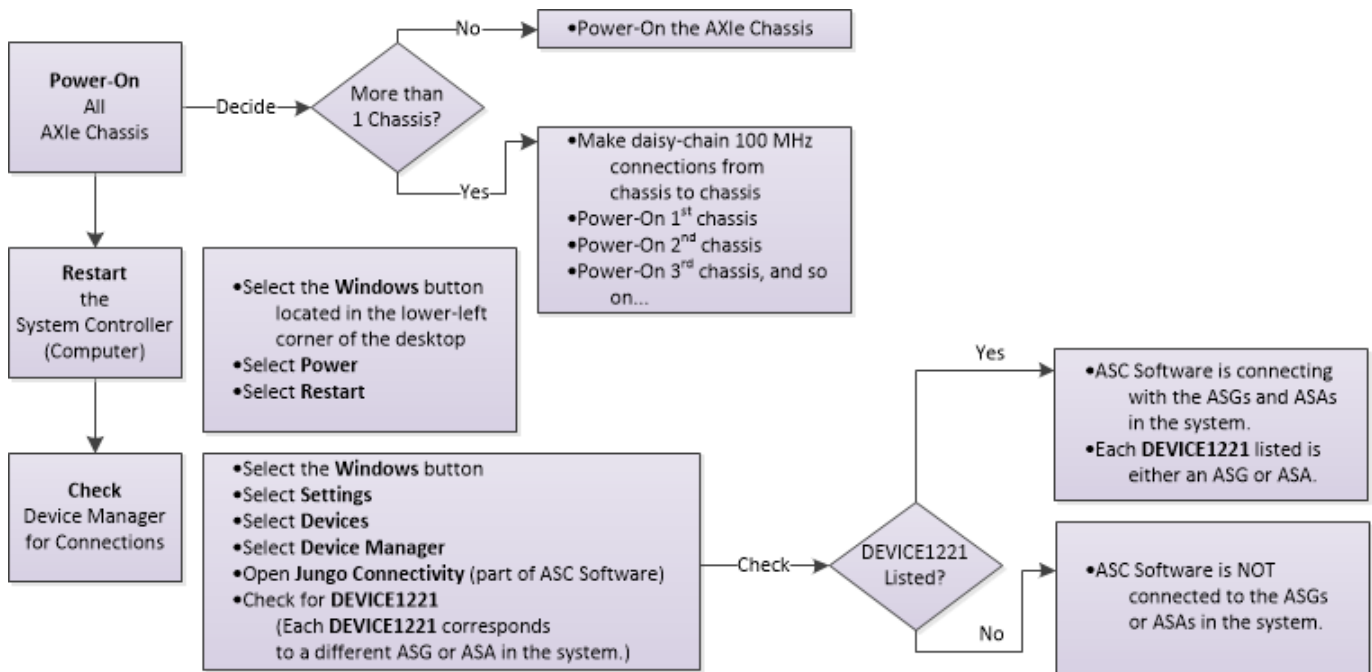 Power-On
All
AXIe Chassis
Decide
More than
1 Chassis?
No
•Power-On the AXIe Chassis
Yes
•Make daisy-chain 100 MHz
connections from
chassis to chassis
•Power-On 1st chassis
•Power-On 2nd chassis
•Power-On 3rd chassis, and so
on...
Restart
the
System Controller
(Computer)
•Select the Windows button
located in the lower-left
corner of the desktop
•Select Power
•Select Restart
Check
Device Manager
for Connections
•Select the Windows button
•Select Settings
•Select Devices
•Select Device Manager
•Open Jungo Connectivity (part of ASC Software)
•Check for DEVICE1221
(Each DEVICE1221 corresponds
to a different ASG or ASA in the system.)
Check
DEVICE1221
Listed?
Yes
•ASC Software is connecting
with the ASGs and ASAs
in the system.
•Each DEVICE1221 listed is
either an ASG or ASA.
No
•ASC Software is NOT
connected to the ASGs
or ASAs in the system.